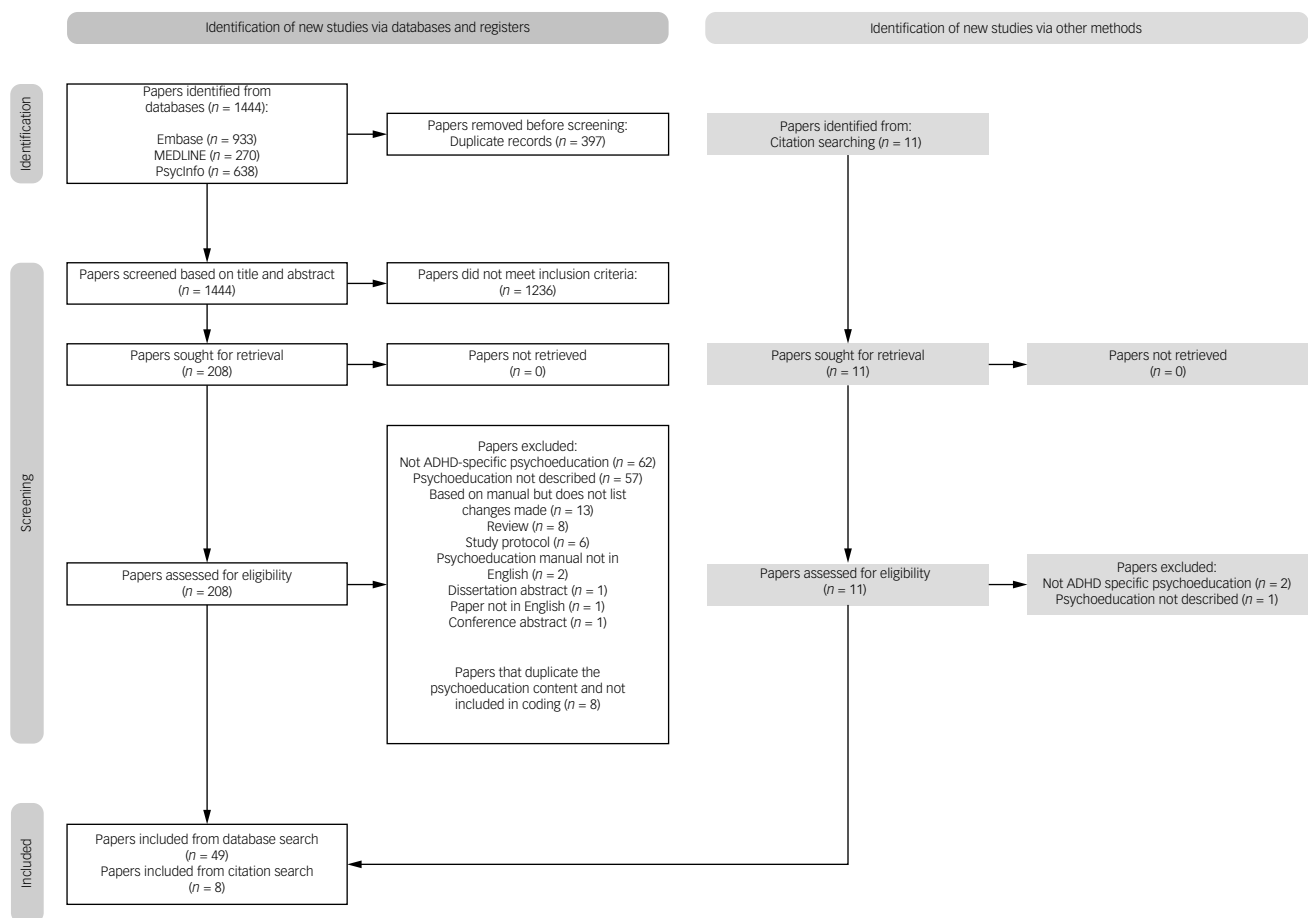 Identification of new studies via databases and registers
Identification of new studies via other methods
Identification
Papers identified from
databases (n = 1444):
Embase (n = 933)
MEDLINE (n = 270)
PsycInfo (n = 638)
Papers removed before screening:
Duplicate records (n = 397)
Papers identified from:
Citation searching (n = 11)
Screening
Papers screened based on title and abstract
(n = 1444)
Papers did not meet inclusion criteria:
(n = 1236)
Papers sought for retrieval
(n = 208)
Papers not retrieved
(n = 0)
Papers sought for retrieval
(n = 11)
Papers not retrieved
(n = 0)
Papers assessed for eligibility
(n = 208)
Papers excluded:
Not ADHD-specific psychoeducation (n = 62)
Psychoeducation not described (n = 57)
Based on manual but does not list
changes made (n = 13)
Review (n = 8)
Study protocol (n = 6)
Psychoeducation manual not in
English (n = 2)
Dissertation abstract (n = 1)
Paper not in English (n = 1)
Conference abstract (n = 1)
Papers that duplicate the
psychoeducation content and not
included in coding (n = 8)
Papers assessed for eligibility
(n = 11)
Papers excluded:
Not ADHD specific psychoeducation (n = 2)
Psychoeducation not described (n = 1)
Included
Papers included from database search
(n = 49)
Papers included from citation search
(n = 8)